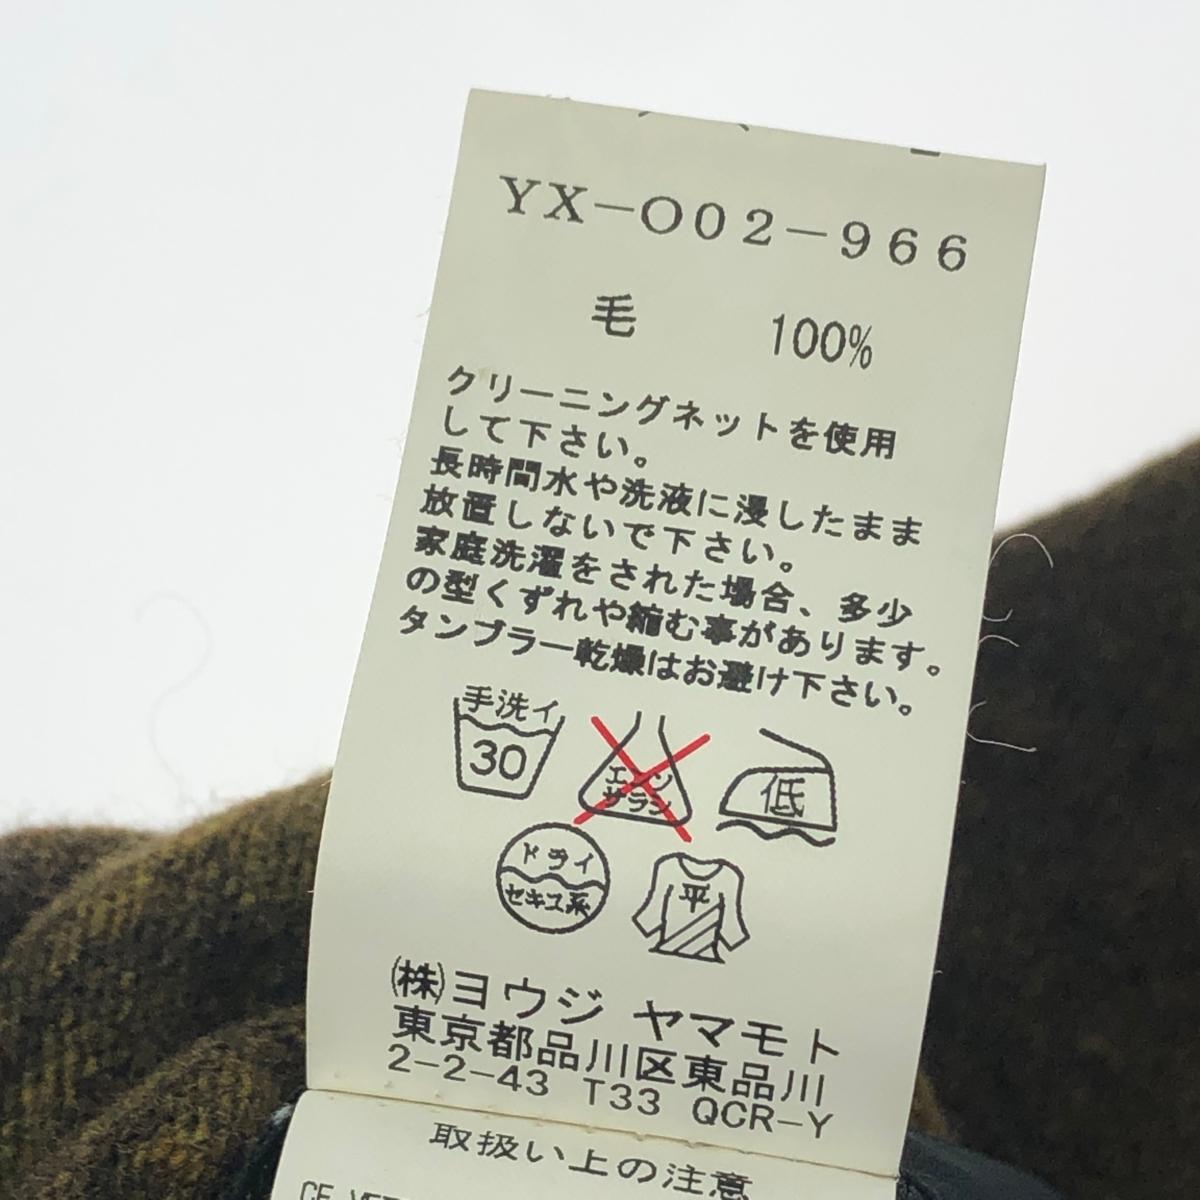 YX-O02-966
毛 100%
クリーニングネットを使用
して下さい。
長時間水や洗液に浸したまま
放置しないで下さい。
家庭洗濯をされた場合、多少
の型くずれや縮む事があります。
タンブラー乾燥はお避け下さい。
手洗イ
30
エンソ
サラシ
低
ドライ
セキユ系
平
(株)ヨウジ ヤマモト
東京都品川区東品川
2-2-43 T33 QCR-Y
取扱い上の注意